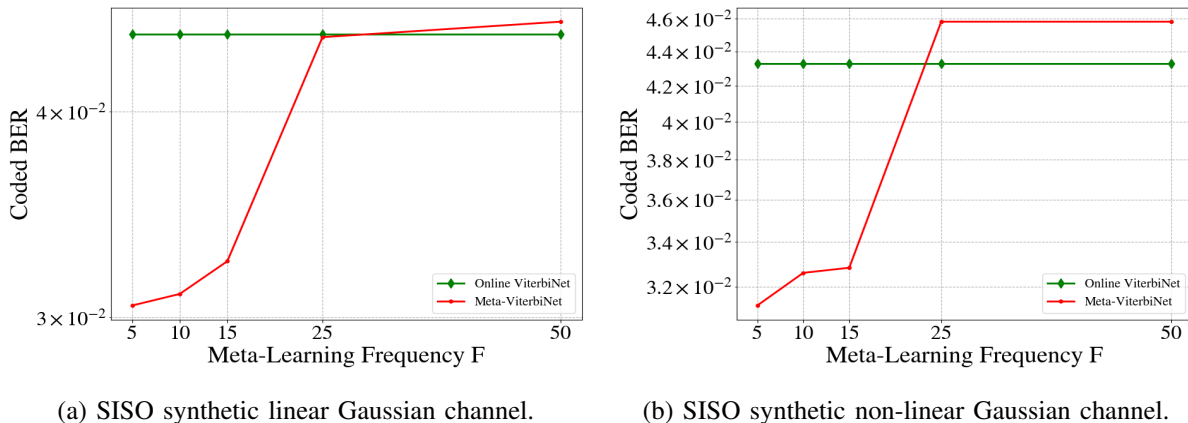 Coded BER
4 × 10⁻²
3 × 10⁻²
5 10 15 25 50
Meta-Learning Frequency F
Online ViterbiNet
Meta-ViterbiNet
(a) SISO synthetic linear Gaussian channel.
Coded BER
4.6 × 10⁻²
4.4 × 10⁻²
4.2 × 10⁻²
4 × 10⁻²
3.8 × 10⁻²
3.6 × 10⁻²
3.4 × 10⁻²
3.2 × 10⁻²
5 10 15 25 50
Meta-Learning Frequency F
Online ViterbiNet
Meta-ViterbiNet
(b) SISO synthetic non-linear Gaussian channel.